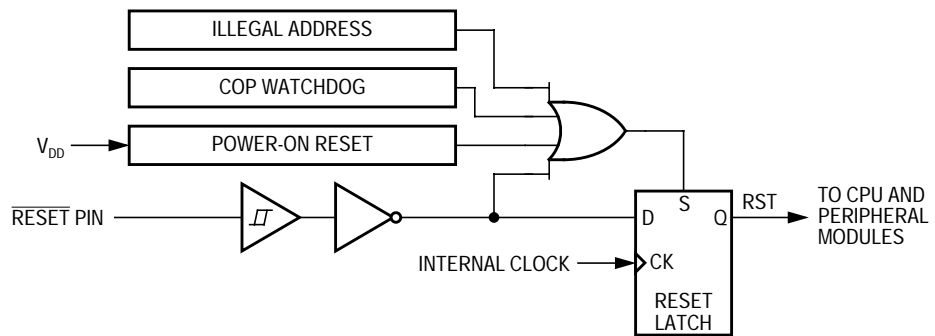 ILLEGAL ADDRESS
COP WATCHDOG
V_DD
POWER-ON RESET
RESET PIN
D
S
Q
RST
TO CPU AND
PERIPHERAL
MODULES
INTERNAL CLOCK
CK
RESET
LATCH